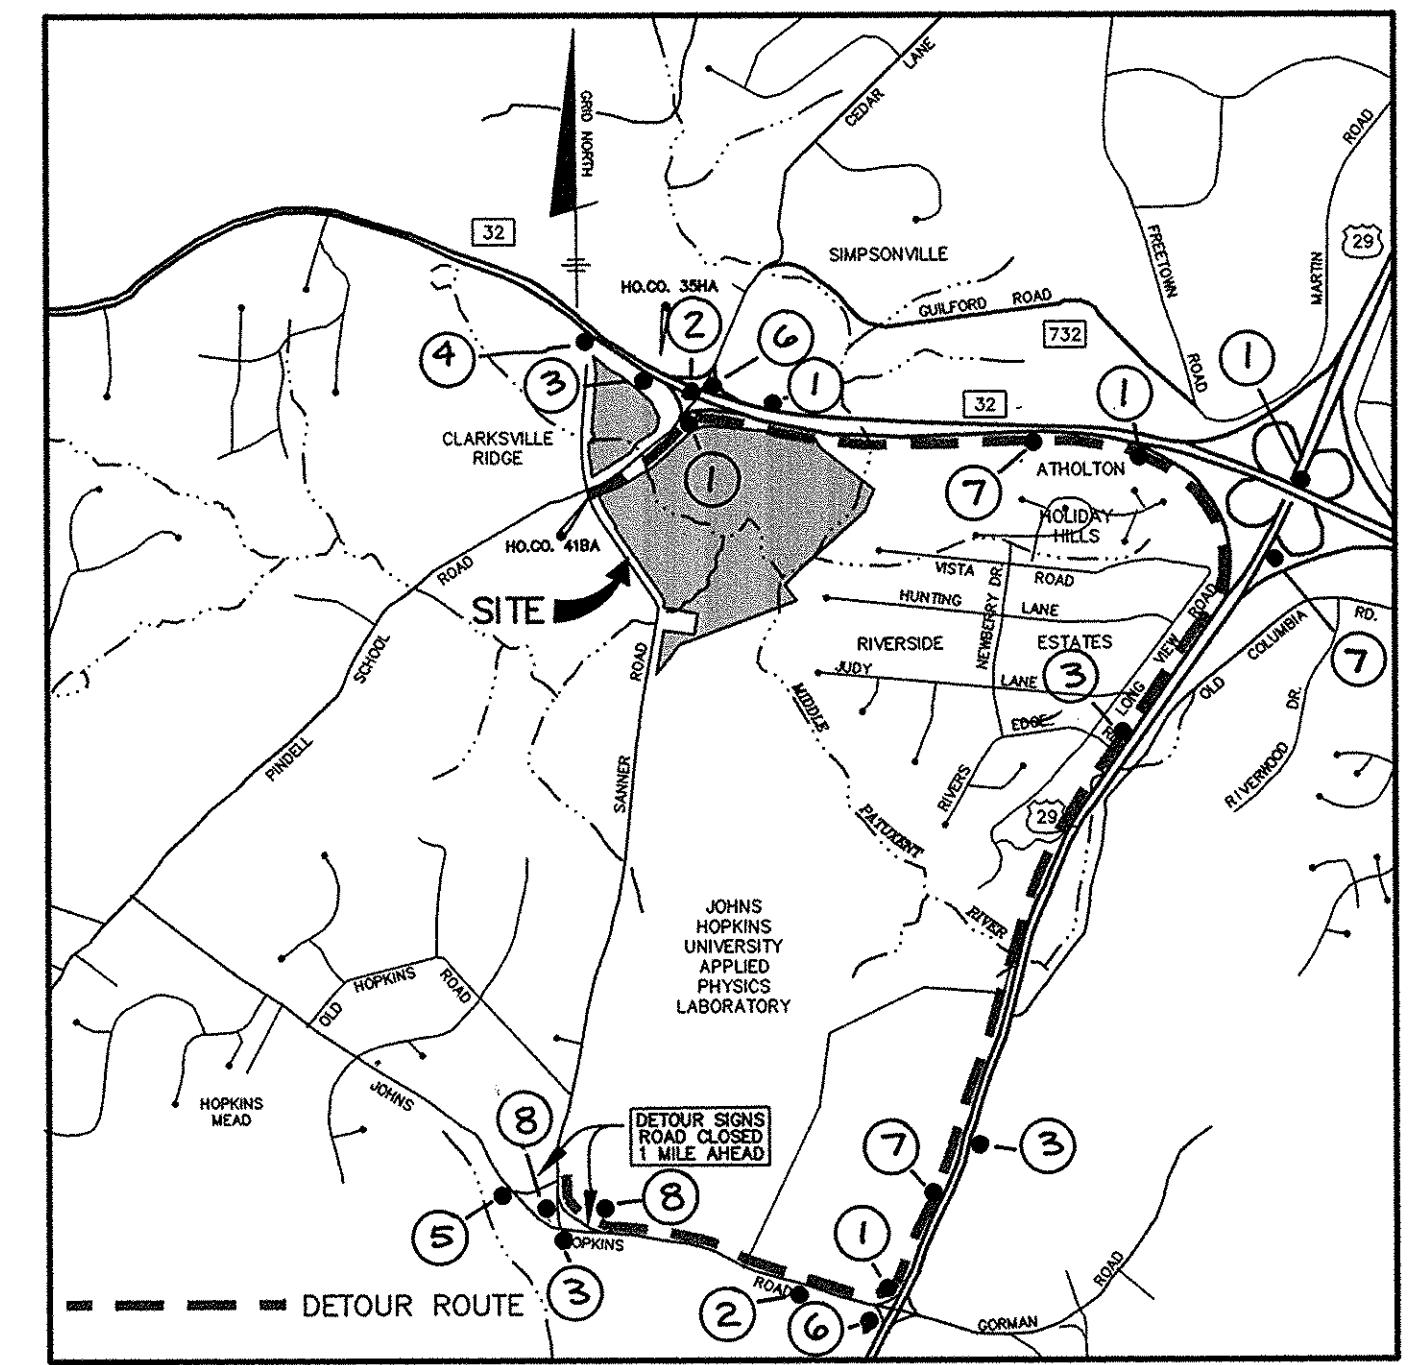 CEDAR LANE
GRID NORTH
32
SIMPSONVILLE
FREETOWN ROAD
MARTIN ROAD
29
HO.CO. 35HA
GUILFORD ROAD
732
2
6
1
4
3
1
1
32
CLARKSVILLE
RIDGE
1
7
ATHOLTON
HOLIDAY
HILLS
HO.CO. 41BA
VISTA ROAD
SITE
HUNTING LANE
NEWBERRY DR.
RIVERSIDE ESTATES
JUDY LANE
LONG VIEW ROAD
OLD COLUMBIA RD.
7
3
EDGE
RIVERS
RD.
RIVERWOOD DR.
29
PINDELL SCHOOL ROAD
SANNER ROAD
MIDDLE PATUXENT RIVER
JOHNS
HOPKINS
UNIVERSITY
APPLIED
PHYSICS
LABORATORY
OLD HOPKINS ROAD
HOPKINS
MEAD
JOHNS HOPKINS ROAD
8
DETOUR SIGNS
ROAD CLOSED
1 MILE AHEAD
7
3
8
5
1
3
2
6
GORMAN ROAD
DETOUR ROUTE